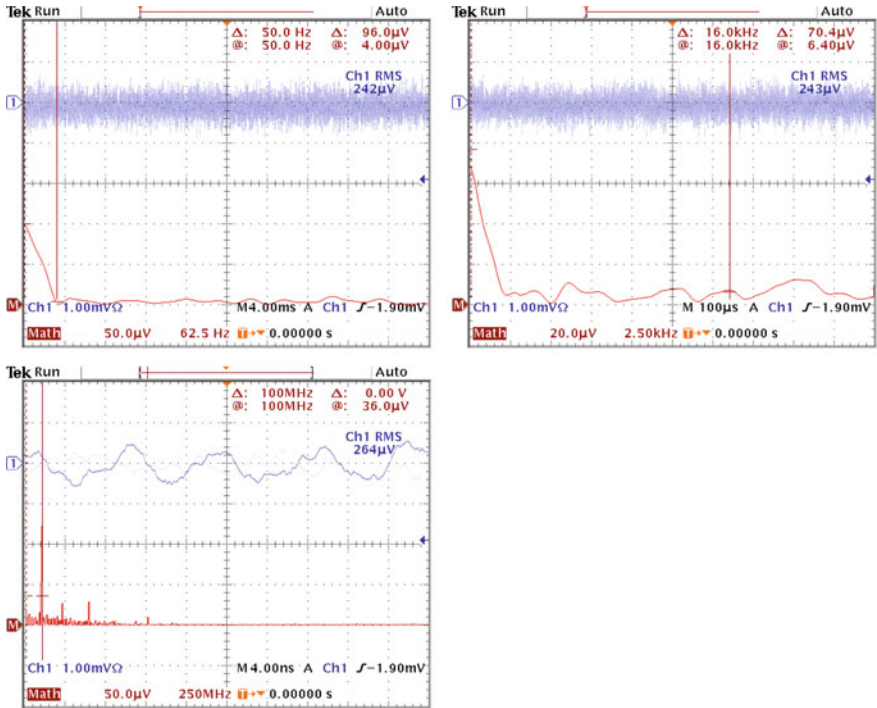 Tek Run Auto
Δ: 50.0 Hz Δ: 96.0µV
@: 50.0 Hz @: 4.00µV
Ch1 RMS
242µV
1
M
Ch1 1.00mVΩ M 4.00ms A Ch1 ʃ −1.90mV
Math 50.0µV 62.5 Hz T→▼ 0.00000 s
Tek Run Auto
Δ: 16.0kHz Δ: 70.4µV
@: 16.0kHz @: 6.40µV
Ch1 RMS
243µV
1
M
Ch1 1.00mVΩ M 100µs A Ch1 ʃ −1.90mV
Math 20.0µV 2.50kHz T→▼ 0.00000 s
Tek Run Auto
Δ: 100MHz Δ: 0.00 V
@: 100MHz @: 36.0µV
Ch1 RMS
264µV
1
M
Ch1 1.00mVΩ M 4.00ns A Ch1 ʃ −1.90mV
Math 50.0µV 250MHz T→▼ 0.00000 s